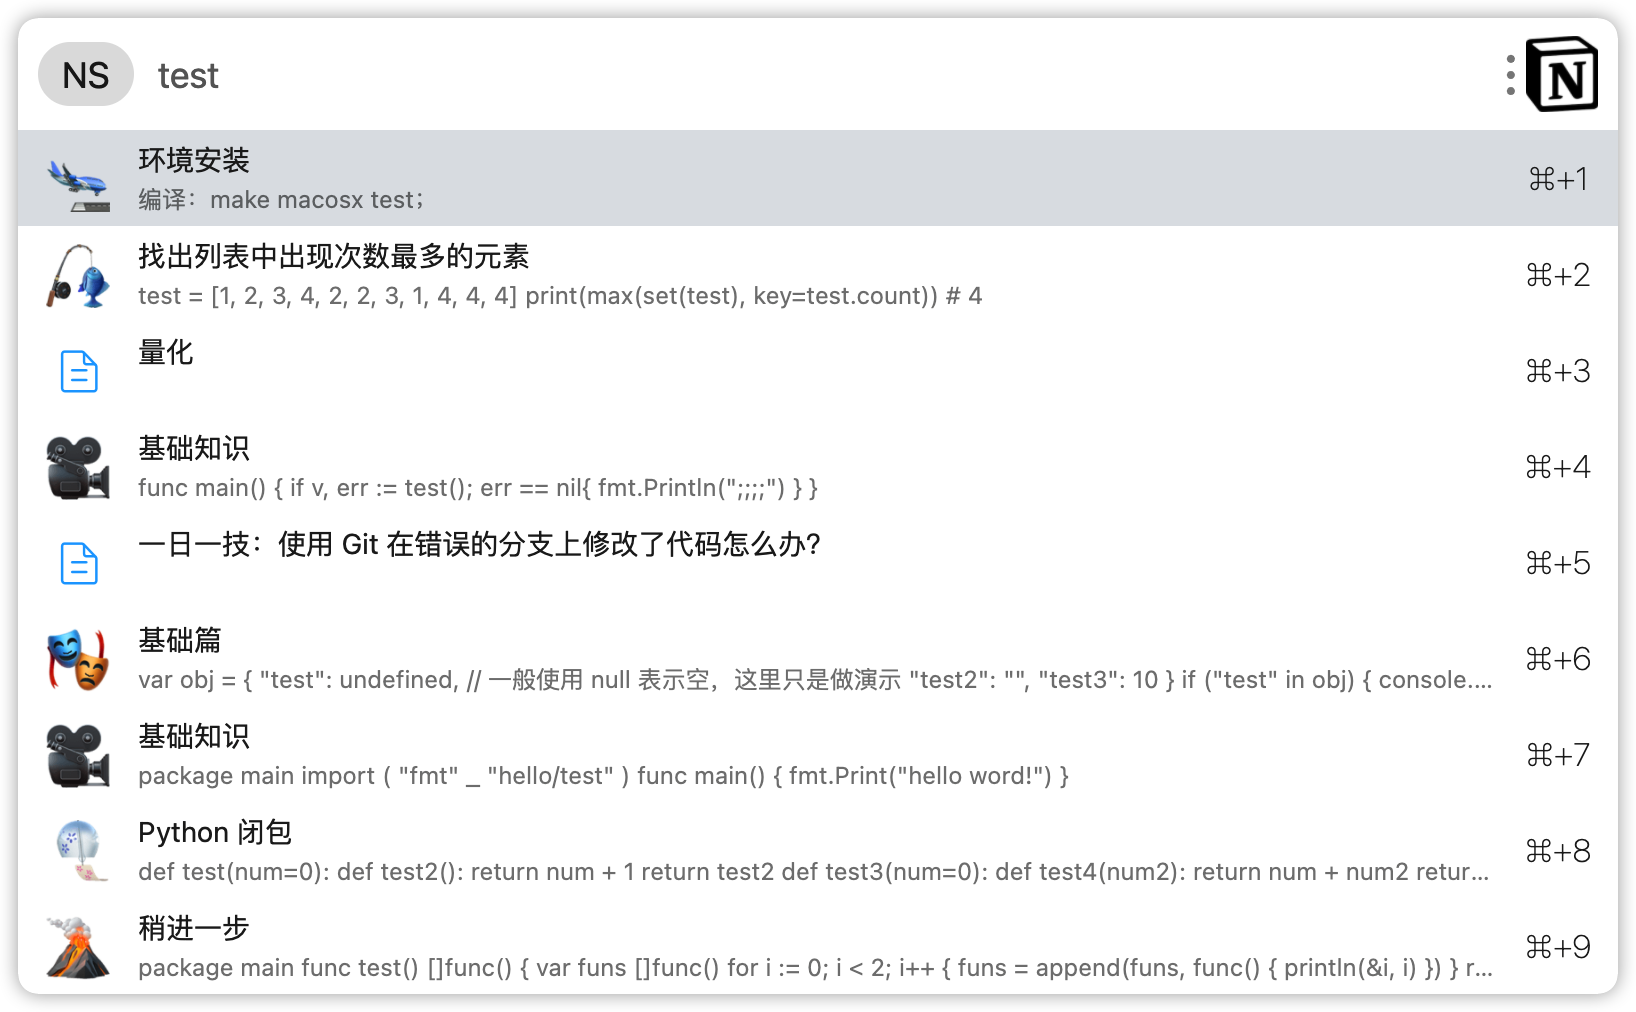 NS test
N
环境安装
编译：make macosx test；
⌘+1
找出列表中出现次数最多的元素
test = [1, 2, 3, 4, 2, 2, 3, 1, 4, 4, 4] print(max(set(test), key=test.count)) # 4
⌘+2
量化
⌘+3
基础知识
func main() { if v, err := test(); err == nil{ fmt.Println(";;;;") } }
⌘+4
一日一技：使用 Git 在错误的分支上修改了代码怎么办？
⌘+5
基础篇
var obj = { "test": undefined, // 一般使用 null 表示空，这里只是做演示 "test2": "", "test3": 10 } if ("test" in obj) { console....
⌘+6
基础知识
package main import ( "fmt" _ "hello/test" ) func main() { fmt.Print("hello word!") }
⌘+7
Python 闭包
def test(num=0): def test2(): return num + 1 return test2 def test3(num=0): def test4(num2): return num + num2 retur...
⌘+8
稍进一步
package main func test() []func() { var funs []func() for i := 0; i < 2; i++ { funs = append(funs, func() { println(&i, i) }) } r...
⌘+9